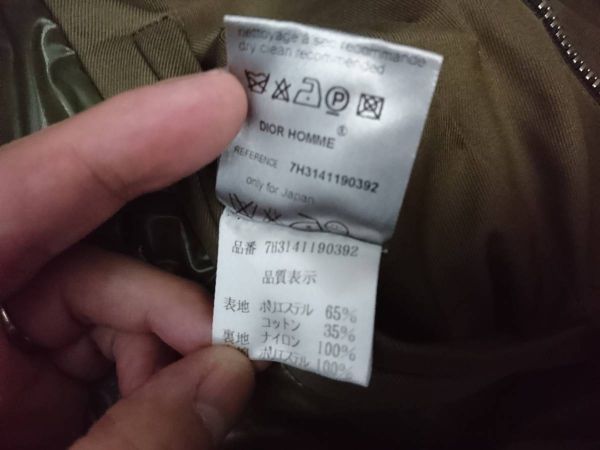 nettoyage à sec recommande
dry clean recommended
P
DIOR HOMME®
REFERENCE 7H3141190392
only for Japan
品番 7H3141190392
品質表示
表地 ポリエステル 65%
コットン 35%
裏地 ナイロン 100%
ポリエステル 100%